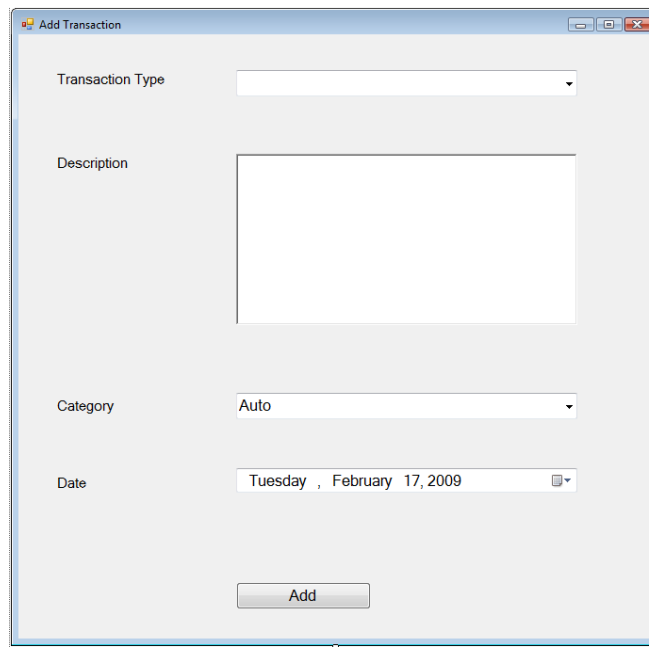 Add Transaction
Transaction Type
Description
Category Auto
Date Tuesday , February 17, 2009
Add